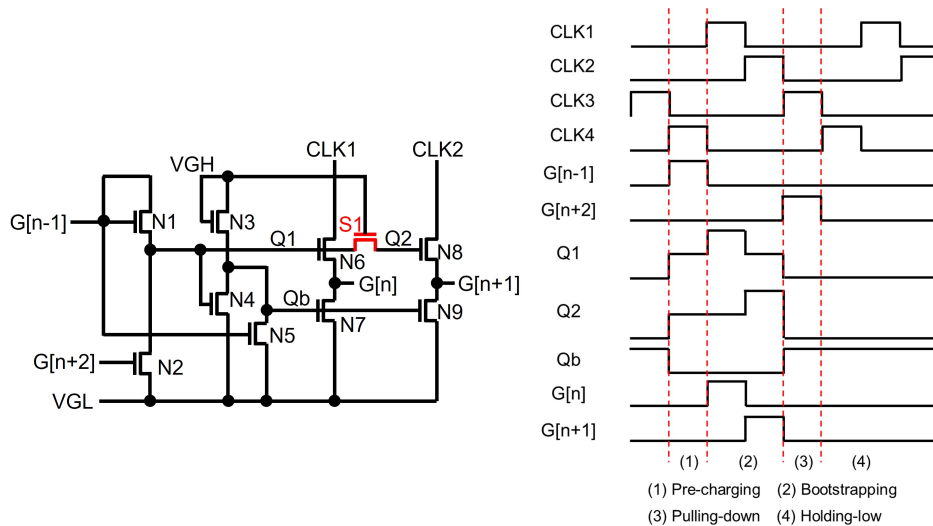 CLK1 CLK2
VGH
G[n-1] N1 N3 S1
Q1 Q2 N8
N6
G[n] G[n+1]
N4 Qb
N5 N7 N9
G[n+2] N2
VGL
CLK1
CLK2
CLK3
CLK4
G[n-1]
G[n+2]
Q1
Q2
Qb
G[n]
G[n+1]
(1) (2) (3) (4)
(1) Pre-charging (2) Bootstrapping
(3) Pulling-down (4) Holding-low